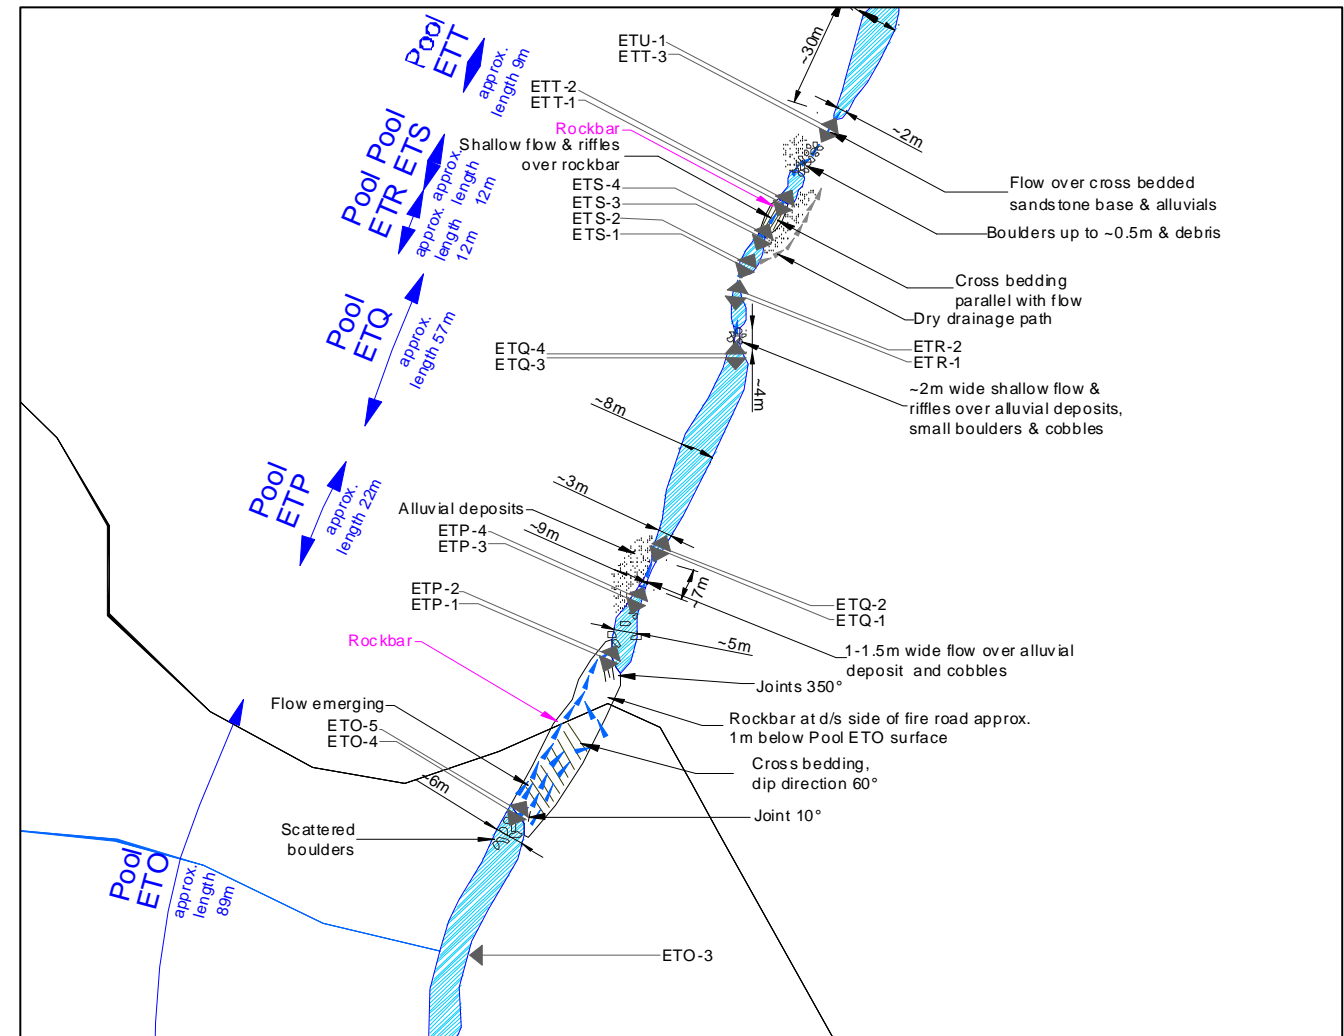 Pool
ETT
approx.
length 9m
Pool
ETS
approx.
length
12m
Pool
ETR
approx.
length
12m
Pool
ETQ
approx.
length 57m
Pool
ETP
approx.
length 22m
Pool
ETO
approx.
length
89m
~30m
ETU-1
ETT-3
ETT-2
ETT-1
Rockbar
Shallow flow & riffles
over rockbar
ETS-4
ETS-3
ETS-2
ETS-1
~2m
Flow over cross bedded
sandstone base & alluvials
Boulders up to ~0.5m & debris
Cross bedding
parallel with flow
Dry drainage path
ETR-2
ETR-1
ETQ-4
ETQ-3
~4m
~2m wide shallow flow &
riffles over alluvial deposits,
small boulders & cobbles
~8m
~3m
Alluvial deposits
~9m
ETP-4
ETP-3
~7m
ETQ-2
ETQ-1
ETP-2
ETP-1
~5m
1-1.5m wide flow over alluvial
deposit and cobbles
Rockbar
Joints 350°
Rockbar at d/s side of fire road approx.
1m below Pool ETO surface
Flow emerging
ETO-5
ETO-4
Cross bedding,
dip direction 60°
~6m
Joint 10°
Scattered
boulders
ETO-3